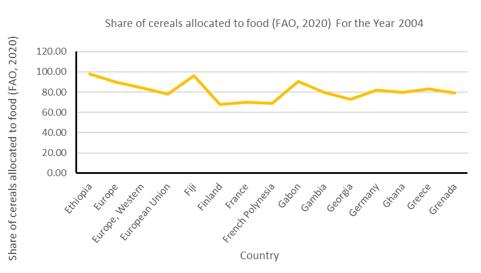 Share of cereals allocated to food (FAO, 2020)  For the Year 2004
Share of cereals allocated to food (FAO, 2020)
120.00
100.00
80.00
60.00
40.00
20.00
0.00
Ethiopia
Europe
Europe, Western
European Union
Fiji
Finland
France
French Polynesia
Gabon
Gambia
Georgia
Germany
Ghana
Greece
Grenada
Country